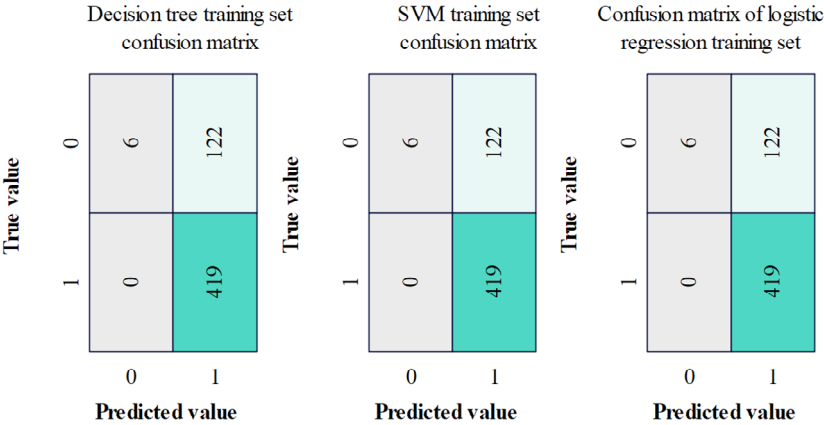 Decision tree training set
confusion matrix
True value
0
6
122
1
0
419
0
1
Predicted value
SVM training set
confusion matrix
True value
0
6
122
1
0
419
0
1
Predicted value
Confusion matrix of logistic
regression training set
True value
0
6
122
1
0
419
0
1
Predicted value